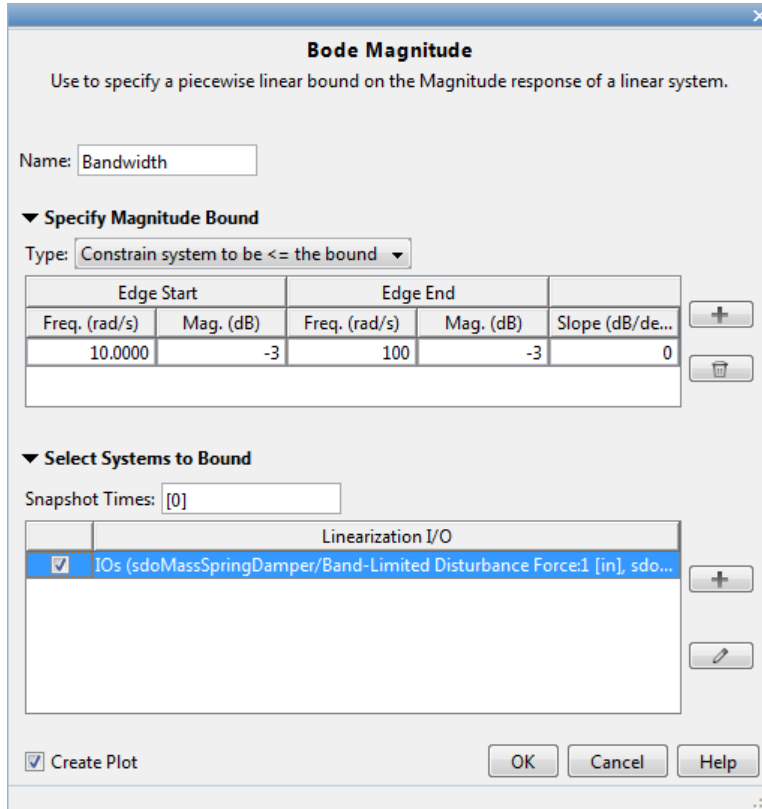 Bode Magnitude
Use to specify a piecewise linear bound on the Magnitude response of a linear system.
Name: Bandwidth
Specify Magnitude Bound
Type: Constrain system to be <= the bound
Edge Start Edge End
Freq. (rad/s) Mag. (dB) Freq. (rad/s) Mag. (dB) Slope (dB/de...
10.0000 -3 100 -3 0
Select Systems to Bound
Snapshot Times: [0]
Linearization I/O
IOs (sdoMassSpringDamper/Band-Limited Disturbance Force:1 [in], sdo...
Create Plot OK Cancel Help